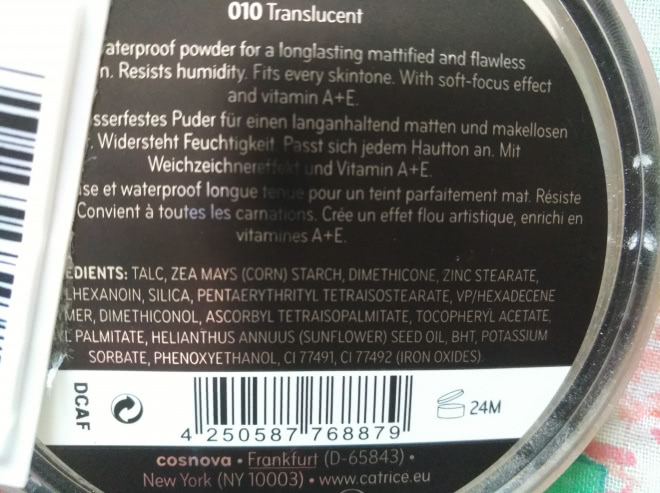 010 Translucent
aterproof powder for a longlasting mattified and flawless
n. Resists humidity. Fits every skintone. With soft-focus effect
and vitamin A+E.
sserfestes Puder für einen langanhaltend matten und makellosen
. Widersteht Feuchtigkeit. Passt sich jedem Hautton an. Mit
Weichzeichnereffekt und Vitamin A+E.
se et waterproof longue tenue pour un teint parfaitement mat. Résiste
Convient à toutes les carnations. Crée un effet flou artistique, enrichi en
vitamines A+E.
EDIENTS: TALC, ZEA MAYS (CORN) STARCH, DIMETHICONE, ZINC STEARATE,
LHEXANOIN, SILICA, PENTAERYTHRITYL TETRAISOSTEARATE, VP/HEXADECENE
MER, DIMETHICONOL, ASCORBYL TETRAISOPALMITATE, TOCOPHERYL ACETATE,
L PALMITATE, HELIANTHUS ANNUUS (SUNFLOWER) SEED OIL, BHT, POTASSIUM
SORBATE, PHENOXYETHANOL, CI 77491, CI 77492 (IRON OXIDES).
DCAF
24M
4 250587 768879
cosnova • Frankfurt (D-65843) •
New York (NY 10003) • www.catrice.eu